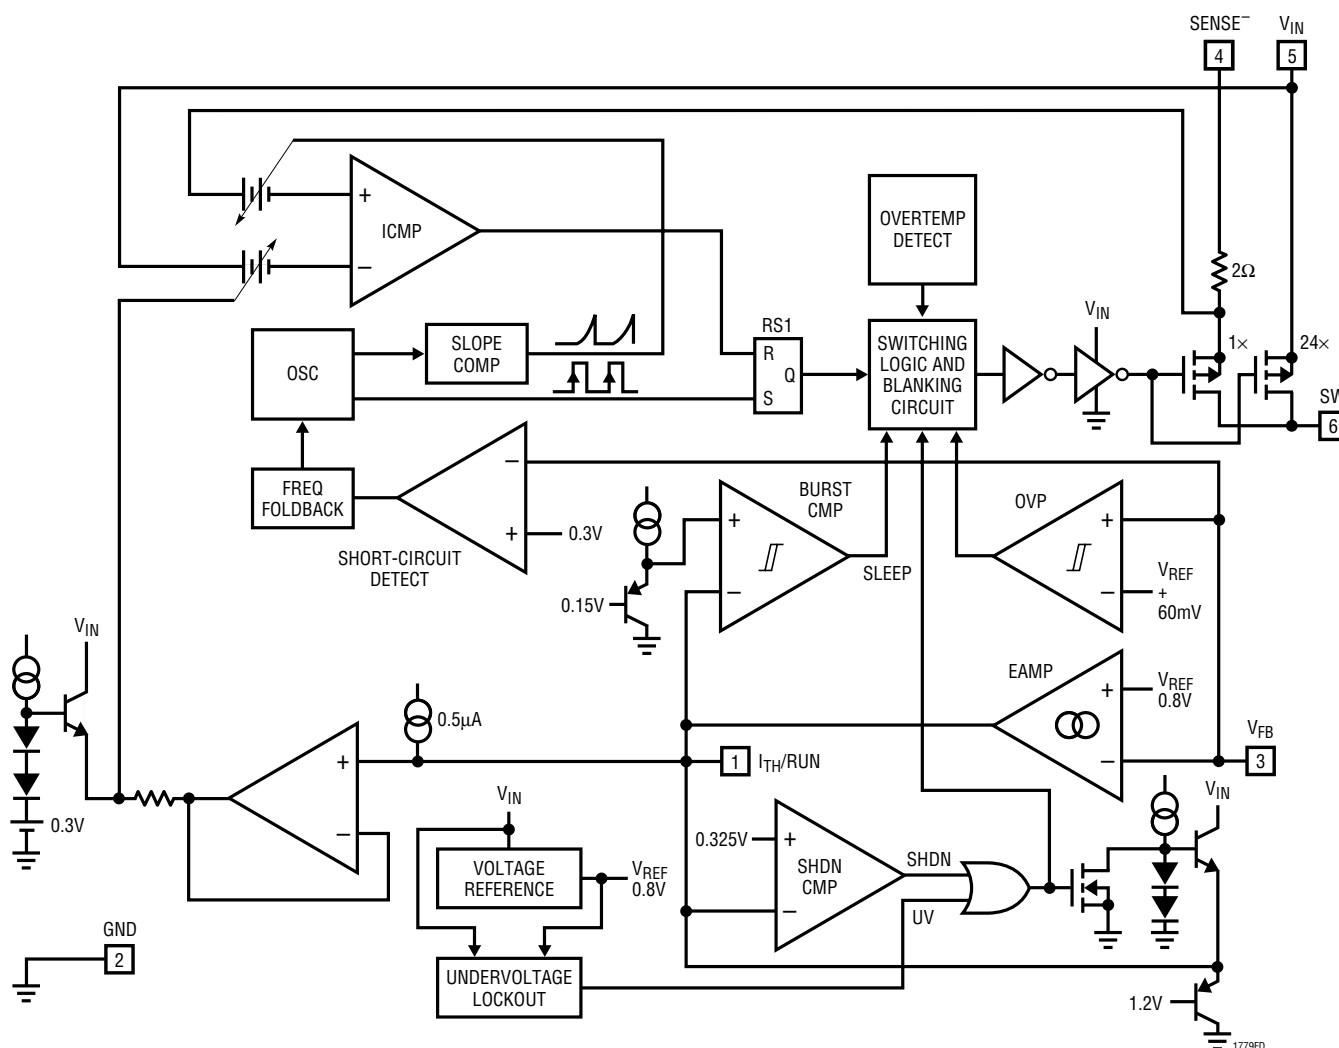 SENSE−
4
VIN
5
+
ICMP
−
OVERTEMP
DETECT
2Ω
OSC
SLOPE
COMP
RS1
R
Q
S
SWITCHING
LOGIC AND
BLANKING
CIRCUIT
VIN
1×
24×
SW
6
FREQ
FOLDBACK
−
+
0.3V
SHORT-CIRCUIT
DETECT
BURST
CMP
+
−
SLEEP
0.15V
OVP
+
−
VREF
+
60mV
VIN
0.3V
+
−
0.5µA
1
ITH/RUN
EAMP
+
−
VREF
0.8V
VFB
3
VIN
VOLTAGE
REFERENCE
VREF
0.8V
UNDERVOLTAGE
LOCKOUT
0.325V
+
SHDN
CMP
−
SHDN
UV
VIN
1.2V
GND
2
1779FD